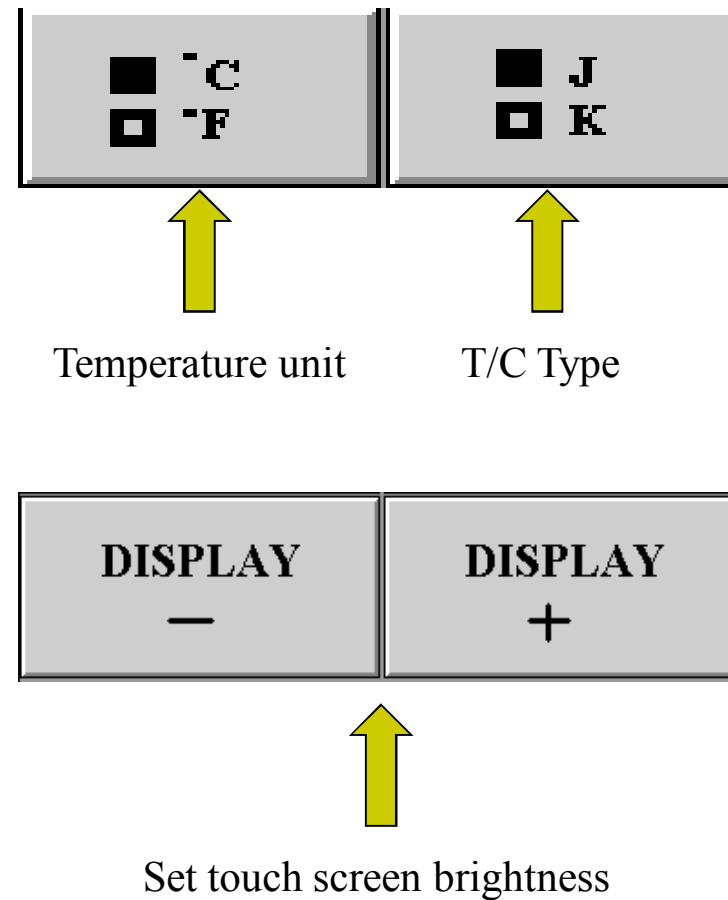 ¯C J
¯F K
Temperature unit T/C Type
DISPLAY DISPLAY
− +
Set touch screen brightness